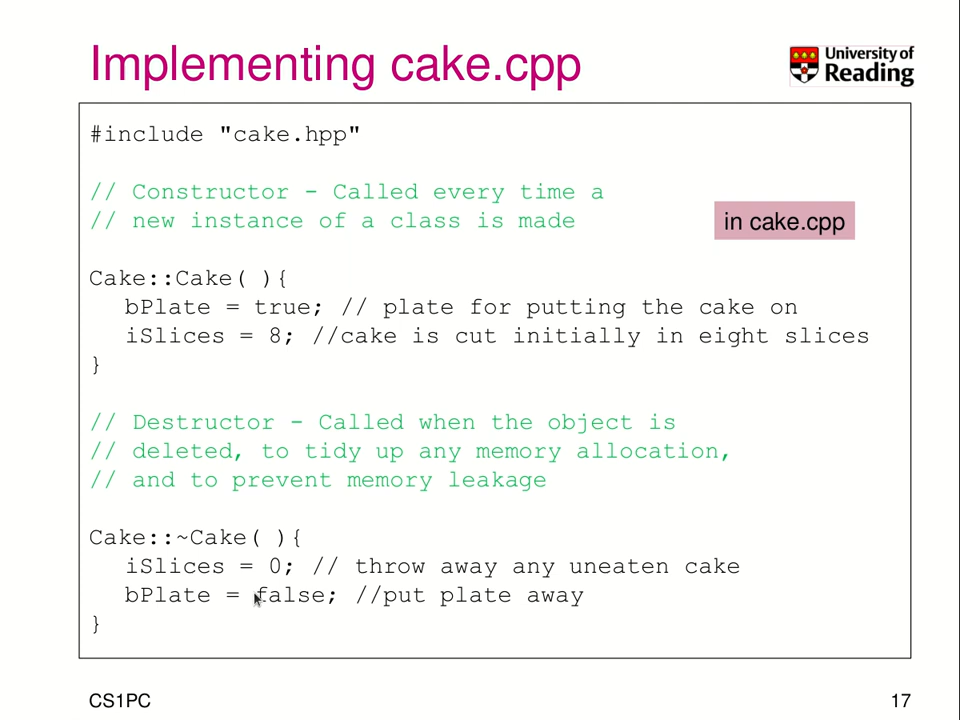 Implementing cake.cpp
University of
Reading
#include "cake.hpp"
// Constructor - Called every time a
// new instance of a class is made
in cake.cpp
Cake::Cake( ){
bPlate = true; // plate for putting the cake on
iSlices = 8; //cake is cut initially in eight slices
}
// Destructor - Called when the object is
// deleted, to tidy up any memory allocation,
// and to prevent memory leakage
Cake::~Cake( ){
iSlices = 0; // throw away any uneaten cake
bPlate = false; //put plate away
}
CS1PC
17